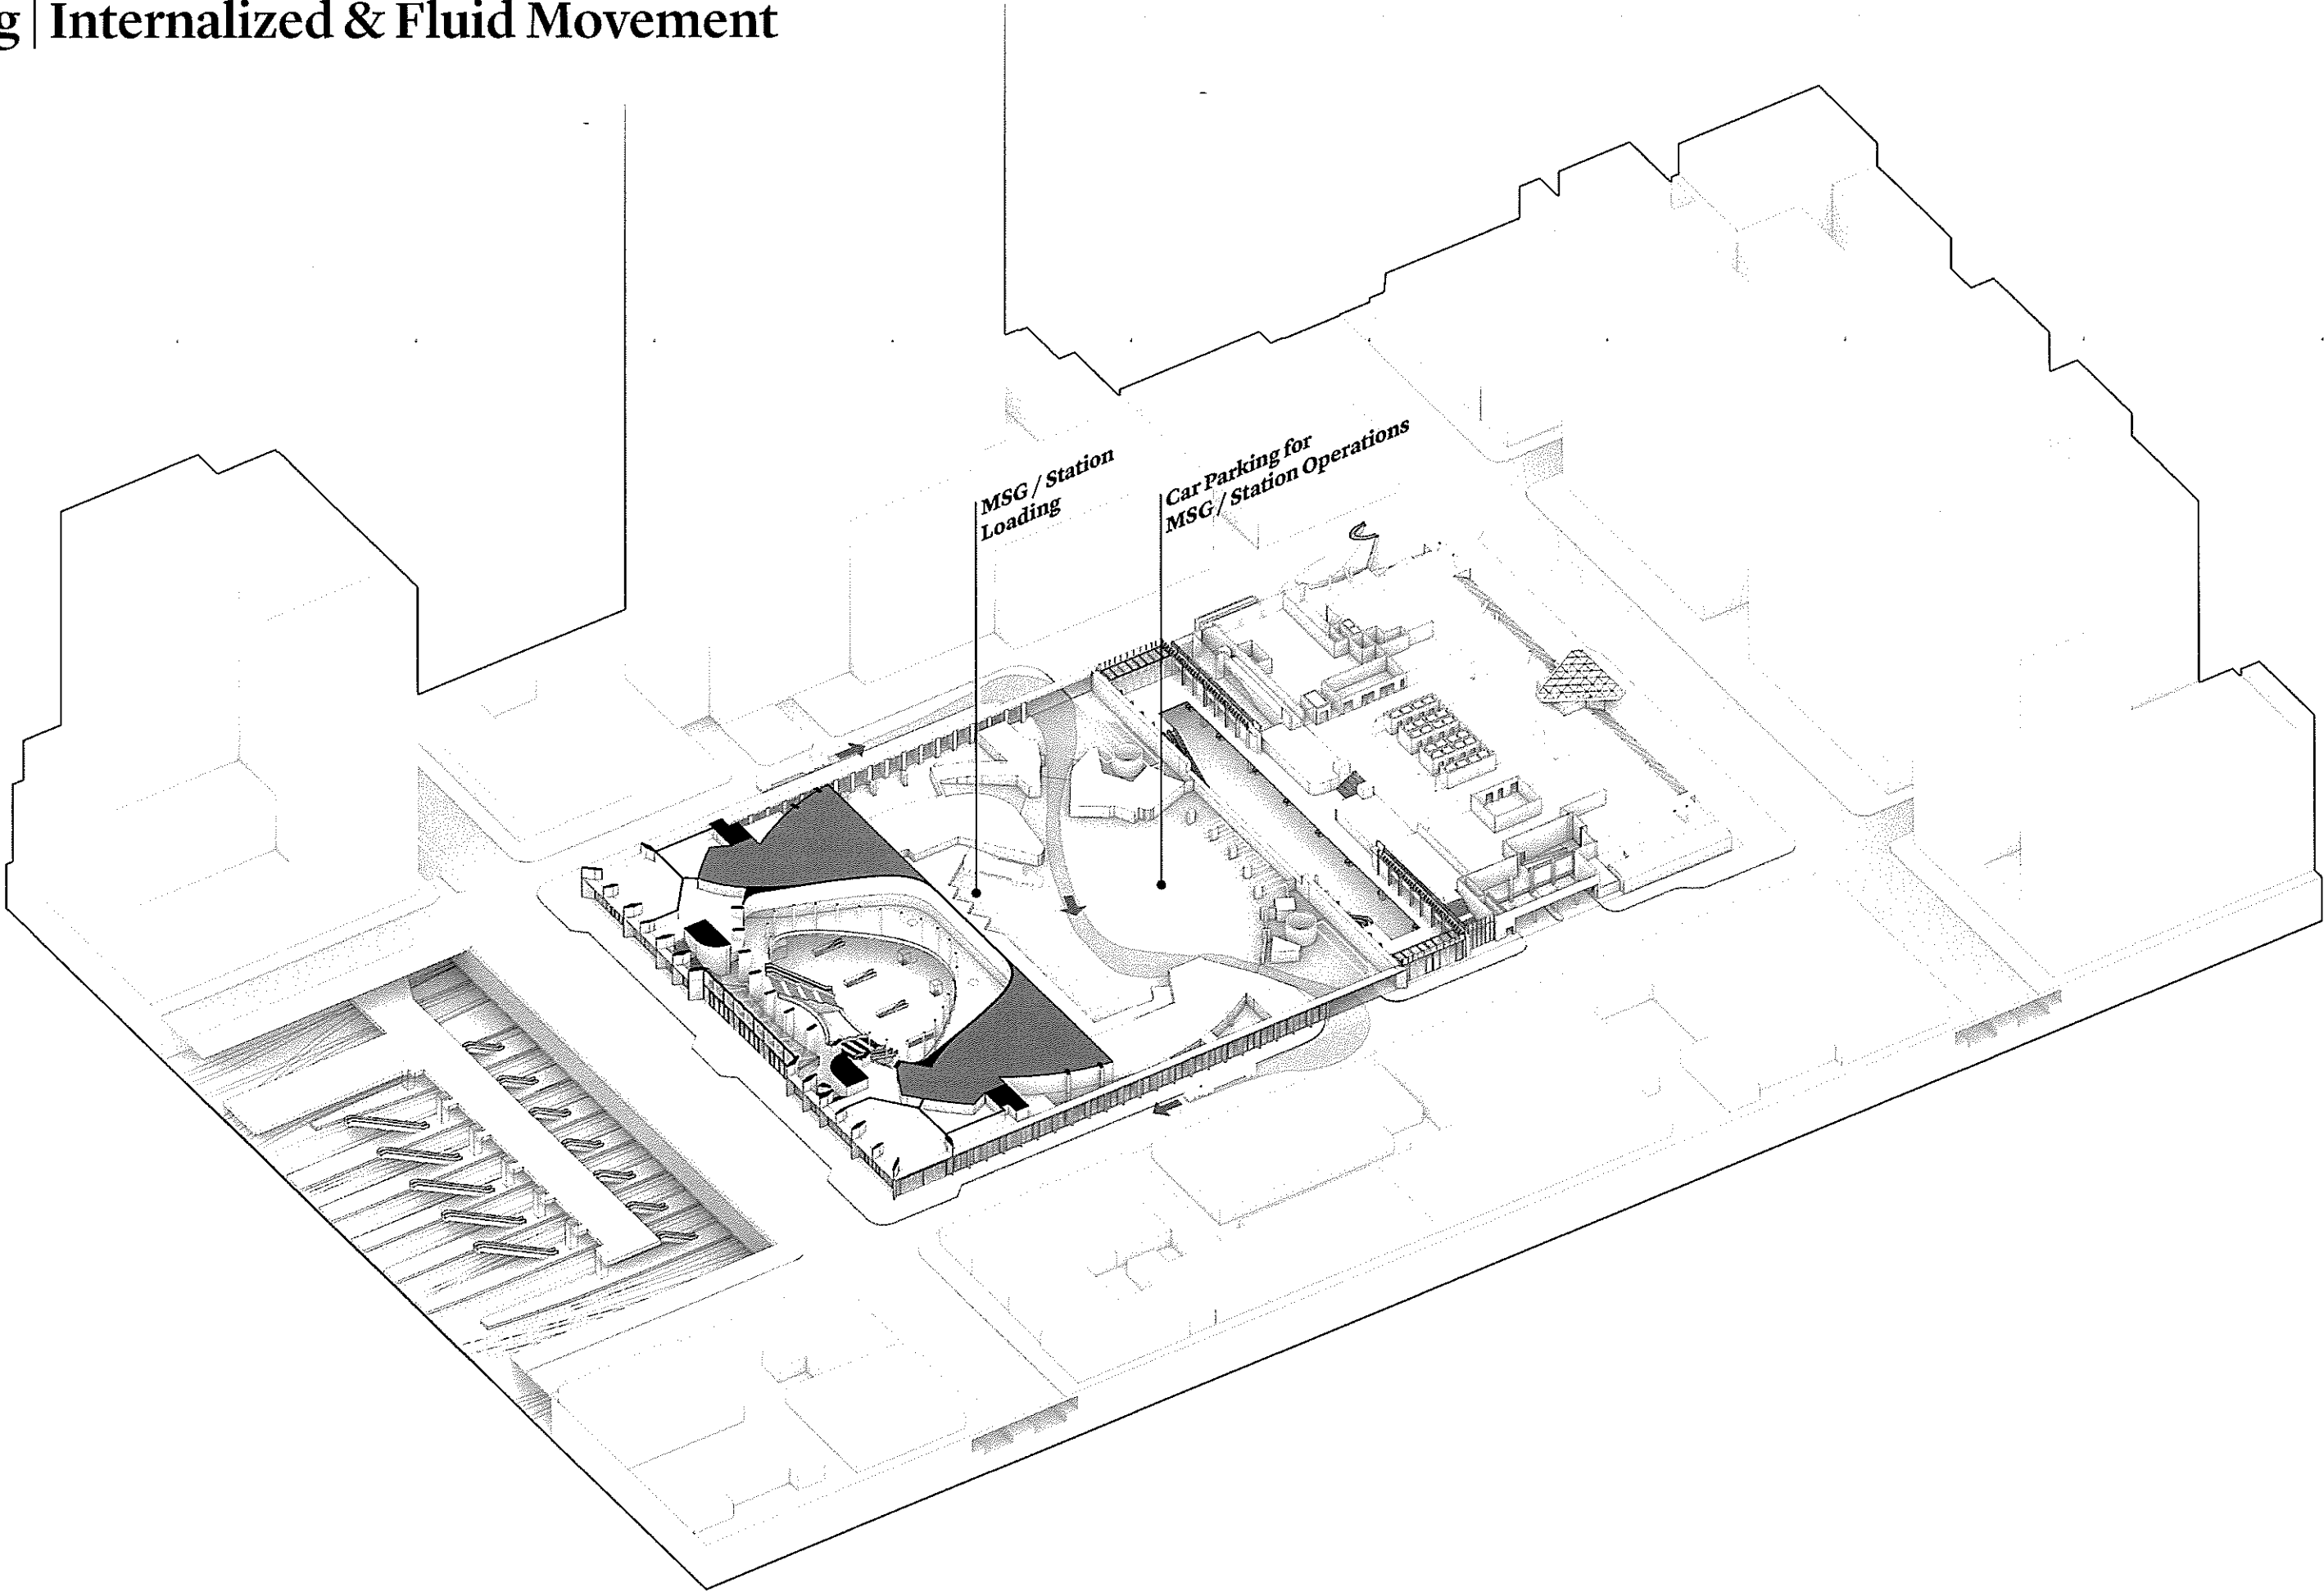 g | Internalized & Fluid Movement
MSG / Station
Loading
Car Parking for
MSG / Station Operations